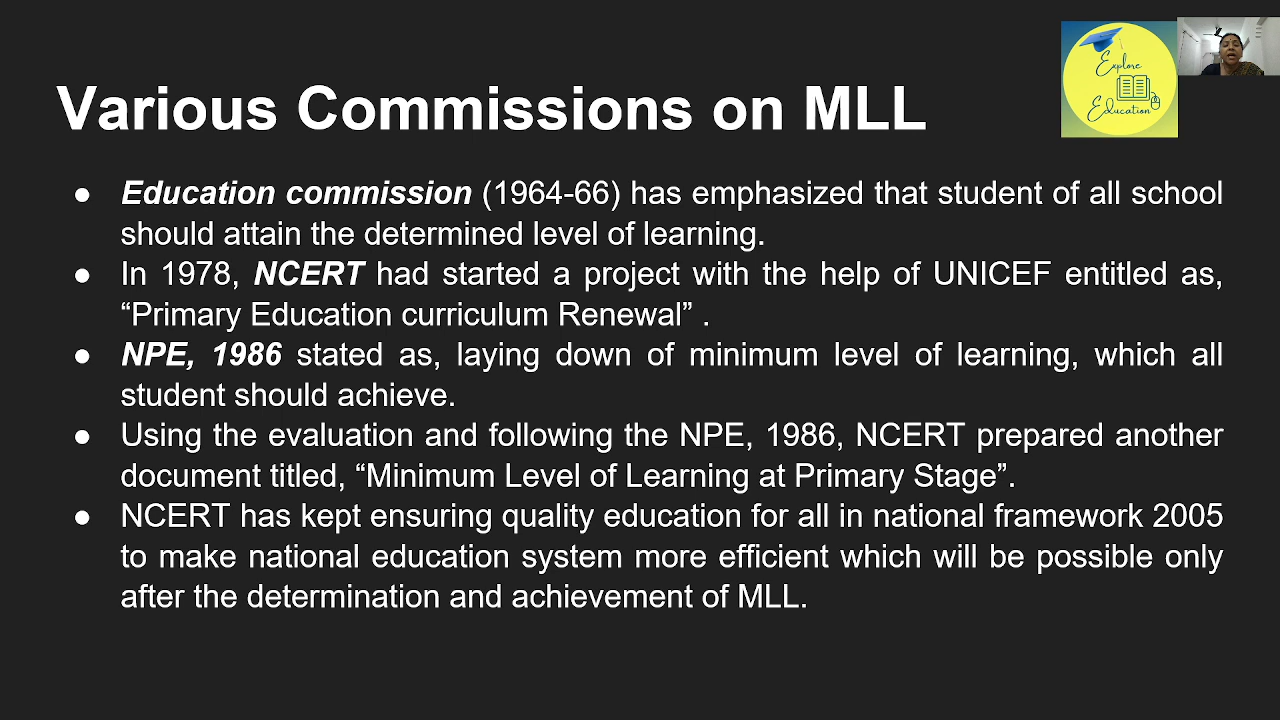 Explore
Education
Various Commissions on MLL
● Education commission (1964-66) has emphasized that student of all school
should attain the determined level of learning.
● In 1978, NCERT had started a project with the help of UNICEF entitled as,
“Primary Education curriculum Renewal” .
● NPE, 1986 stated as, laying down of minimum level of learning, which all
student should achieve.
● Using the evaluation and following the NPE, 1986, NCERT prepared another
document titled, “Minimum Level of Learning at Primary Stage”.
● NCERT has kept ensuring quality education for all in national framework 2005
to make national education system more efficient which will be possible only
after the determination and achievement of MLL.